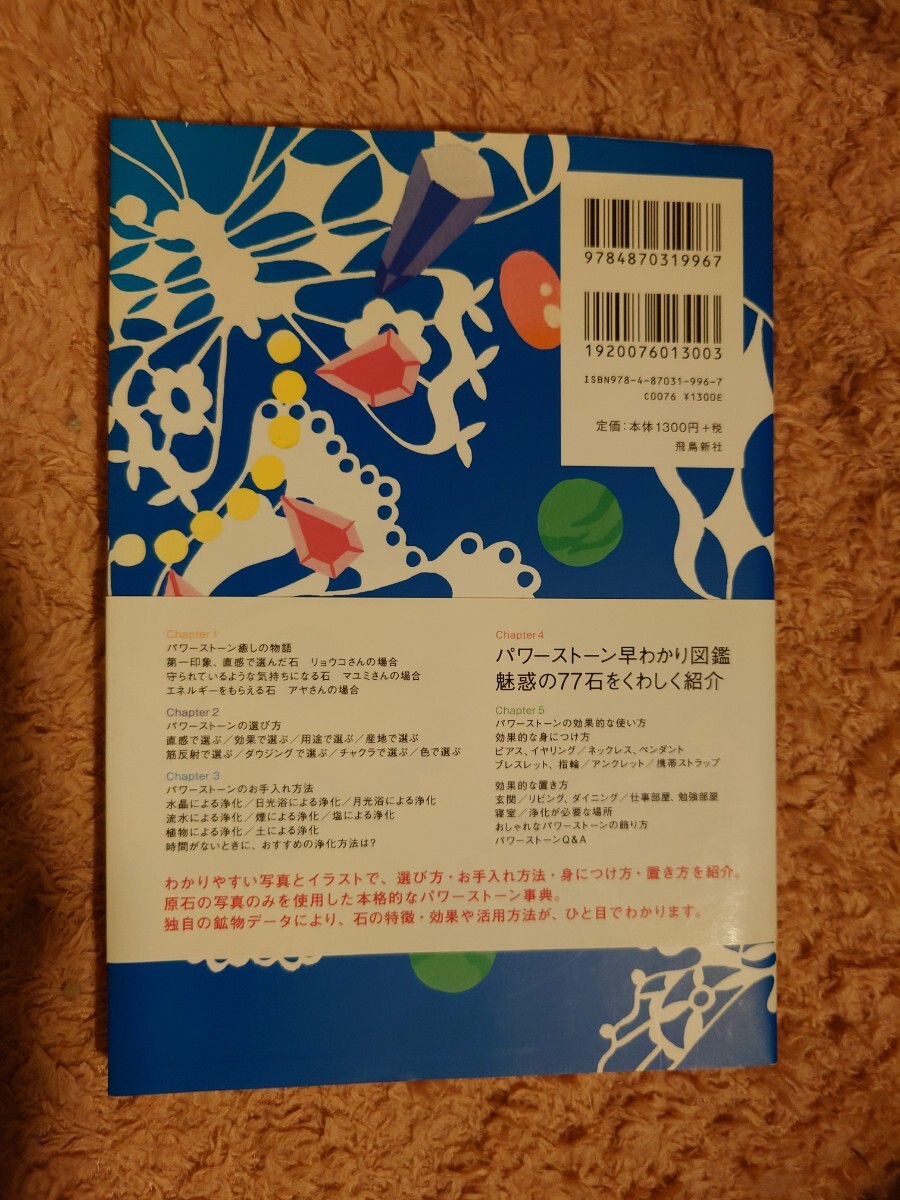 9784870319967
1920076013003
ISBN978-4-87031-996-7
C0076 ¥1300E
定価：本体1300円+税
飛鳥新社
Chapter 1
パワーストーン癒しの物語
第一印象、直感で選んだ石　リョウコさんの場合
守られているような気持ちになる石　マユミさんの場合
エネルギーをもらえる石　アヤさんの場合
Chapter 2
パワーストーンの選び方
直感で選ぶ／効果で選ぶ／用途で選ぶ／産地で選ぶ
筋反射で選ぶ／ダウジングで選ぶ／チャクラで選ぶ／色で選ぶ
Chapter 3
パワーストーンのお手入れ方法
水晶による浄化／日光浴による浄化／月光浴による浄化
流水による浄化／煙による浄化／塩による浄化
植物による浄化／土による浄化
時間がないときに、おすすめの浄化方法は?
Chapter 4
パワーストーン早わかり図鑑
魅惑の77石をくわしく紹介
Chapter 5
パワーストーンの効果的な使い方
効果的な身につけ方
ピアス、イヤリング／ネックレス、ペンダント
ブレスレット、指輪／アンクレット／携帯ストラップ
効果的な置き方
玄関／リビング、ダイニング／仕事部屋、勉強部屋
寝室／浄化が必要な場所
おしゃれなパワーストーンの飾り方
パワーストーンQ&A
わかりやすい写真とイラストで、選び方・お手入れ方法・身につけ方・置き方を紹介。
原石の写真のみを使用した本格的なパワーストーン事典。
独自の鉱物データにより、石の特徴・効果や活用方法が、ひと目でわかります。